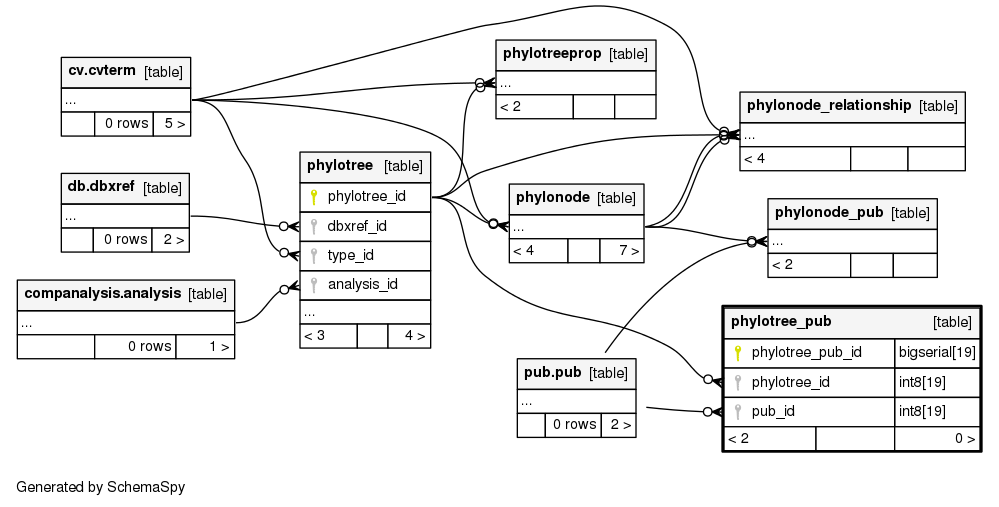 cv.cvterm [table]
...
0 rows 5 >
db.dbxref [table]
...
0 rows 2 >
companalysis.analysis [table]
...
0 rows 1 >
phylotree [table]
phylotree_id
dbxref_id
type_id
analysis_id
...
< 3 4 >
phylotreeprop [table]
...
< 2
phylonode [table]
...
< 4 7 >
pub.pub [table]
...
0 rows 2 >
phylonode_relationship [table]
...
< 4
phylonode_pub [table]
...
< 2
phylotree_pub [table]
phylotree_pub_id bigserial[19]
phylotree_id int8[19]
pub_id int8[19]
< 2 0 >
Generated by SchemaSpy